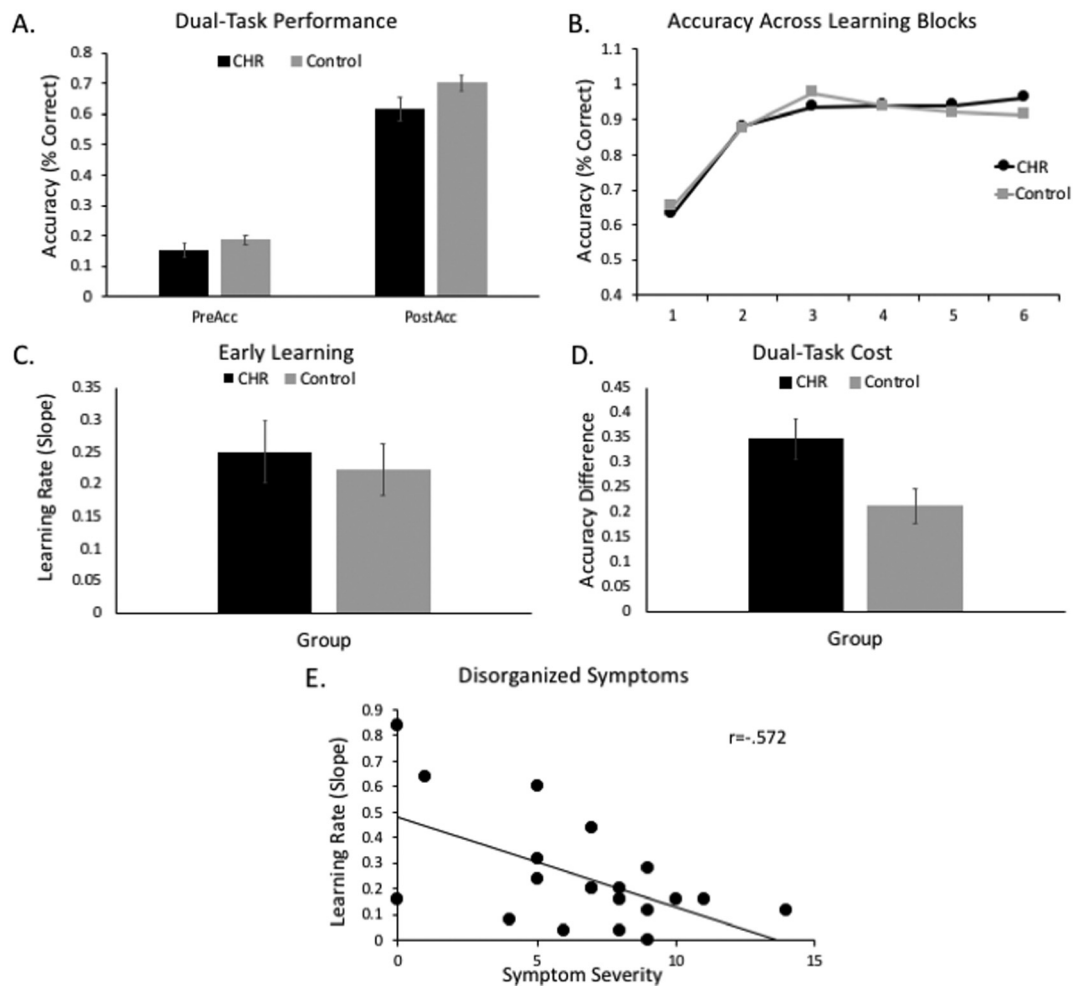 A.
Dual-Task Performance
CHR Control
Accuracy (% Correct)
0.8
0.7
0.6
0.5
0.4
0.3
0.2
0.1
0
PreAcc PostAcc
B.
Accuracy Across Learning Blocks
Accuracy (% Correct)
1.1
1
0.9
0.8
0.7
0.6
0.5
0.4
CHR
Control
1 2 3 4 5 6
C.
Early Learning
CHR Control
Learning Rate (Slope)
0.35
0.3
0.25
0.2
0.15
0.1
0.05
0
Group
D.
Dual-Task Cost
CHR Control
Accuracy Difference
0.45
0.4
0.35
0.3
0.25
0.2
0.15
0.1
0.05
0
Group
E.
Disorganized Symptoms
r=-.572
Learning Rate (Slope)
0.9
0.8
0.7
0.6
0.5
0.4
0.3
0.2
0.1
0
0 5 10 15
Symptom Severity